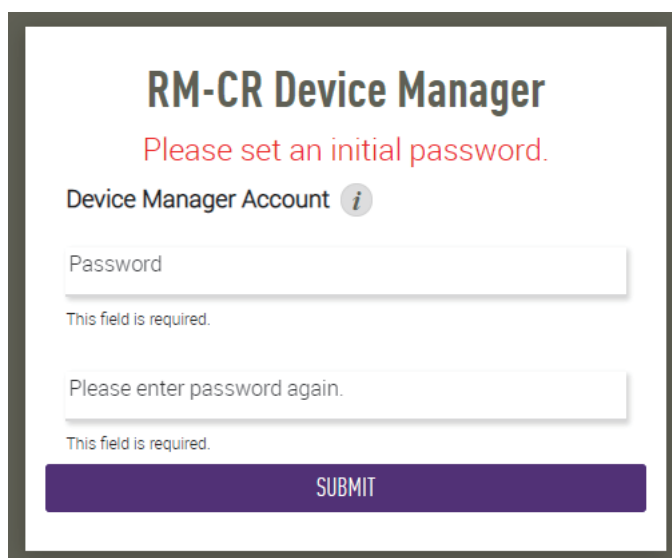 RM-CR Device Manager
Please set an initial password.
Device Manager Account i
Password
This field is required.
Please enter password again.
This field is required.
SUBMIT